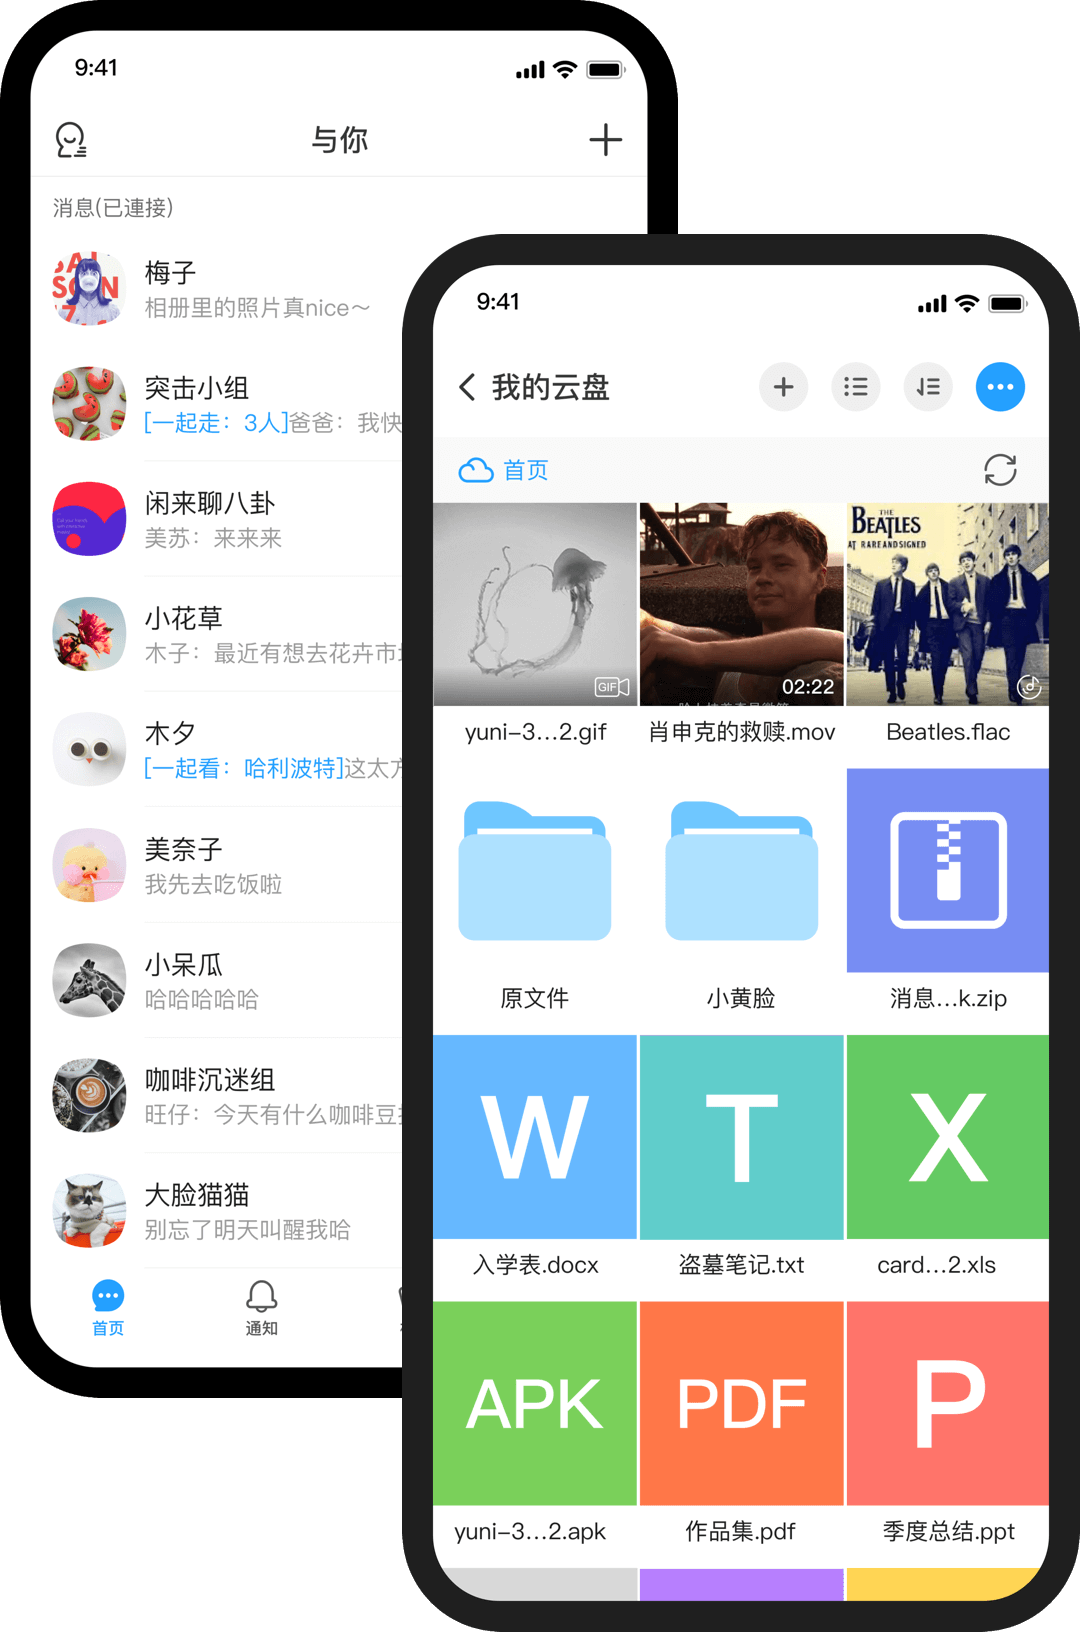 9:41
与你
消息(已連接)
梅子
相册里的照片真nice～
突击小组
[一起走：3人]爸爸：我快
闲来聊八卦
美苏：来来来
小花草
木子：最近有想去花卉市
木夕
[一起看：哈利波特]这太
美奈子
我先去吃饭啦
小呆瓜
哈哈哈哈哈
咖啡沉迷组
旺仔：今天有什么咖啡豆
大脸猫猫
别忘了明天叫醒我哈
首页
通知
9:41
我的云盘
首页
GIF
02:22
THE
BEATLES
AT RAREANDSIGNED
yuni-3...2.gif
肖申克的救赎.mov
Beatles.flac
原文件
小黄脸
消息...k.zip
W
T
X
入学表.docx
盗墓笔记.txt
card...2.xls
APK
PDF
P
yuni-3...2.apk
作品集.pdf
季度总结.ppt